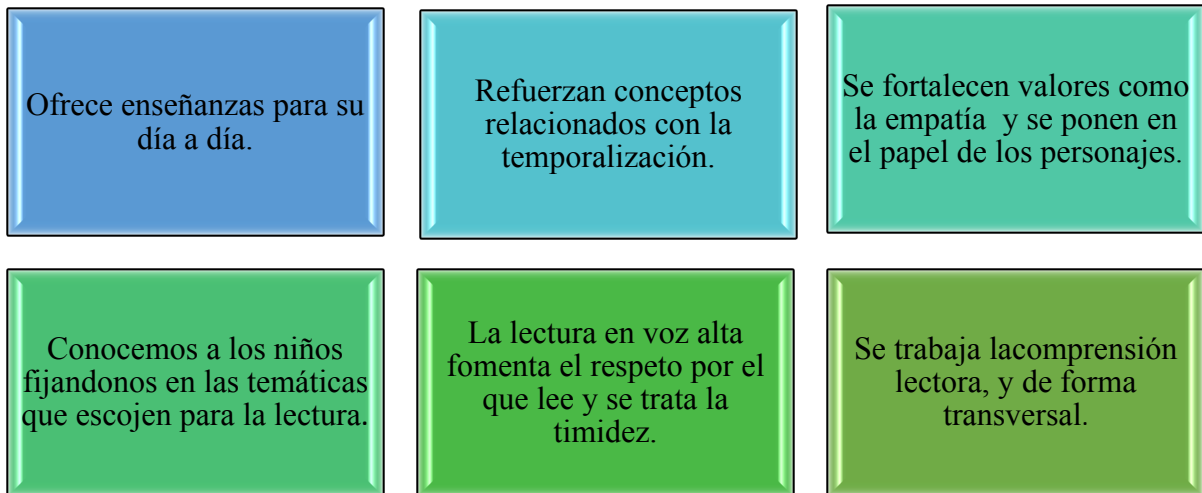 Ofrece enseñanzas para su
día a día.
Refuerzan conceptos
relacionados con la
temporalización.
Se fortalecen valores como
la empatía  y se ponen en
el papel de los personajes.
Conocemos a los niños
fijandonos en las temáticas
que escojen para la lectura.
La lectura en voz alta
fomenta el respeto por el
que lee y se trata la
timidez.
Se trabaja lacomprensión
lectora, y de forma
transversal.